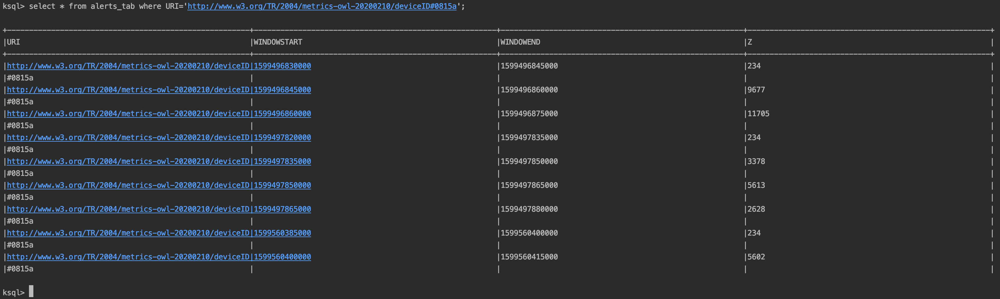 ksql> select * from alerts_tab where URI='http://www.w3.org/TR/2004/metrics-owl-20200210/deviceID#0815a';
|URI |WINDOWSTART |WINDOWEND |Z |
|http://www.w3.org/TR/2004/metrics-owl-20200210/deviceID|1599496830000 |1599496845000 |234 |
|#0815a | | | |
|http://www.w3.org/TR/2004/metrics-owl-20200210/deviceID|1599496845000 |1599496860000 |9677 |
|#0815a | | | |
|http://www.w3.org/TR/2004/metrics-owl-20200210/deviceID|1599496860000 |1599496875000 |11705 |
|#0815a | | | |
|http://www.w3.org/TR/2004/metrics-owl-20200210/deviceID|1599497820000 |1599497835000 |234 |
|#0815a | | | |
|http://www.w3.org/TR/2004/metrics-owl-20200210/deviceID|1599497835000 |1599497850000 |3378 |
|#0815a | | | |
|http://www.w3.org/TR/2004/metrics-owl-20200210/deviceID|1599497850000 |1599497865000 |5613 |
|#0815a | | | |
|http://www.w3.org/TR/2004/metrics-owl-20200210/deviceID|1599497865000 |1599497880000 |2628 |
|#0815a | | | |
|http://www.w3.org/TR/2004/metrics-owl-20200210/deviceID|1599560385000 |1599560400000 |234 |
|#0815a | | | |
|http://www.w3.org/TR/2004/metrics-owl-20200210/deviceID|1599560400000 |1599560415000 |5602 |
|#0815a | | | |
ksql>